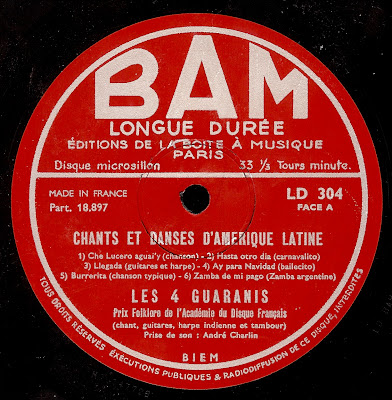 BAM
LONGUE DURÉE
ÉDITIONS DE LA BOITE À MUSIQUE
PARIS
Disque microsillon 33 ⅓ Tours minute.
MADE IN FRANCE
Part. 18,897
LD 304
FACE A
CHANTS ET DANSES D'AMERIQUE LATINE
1) Ché Lucero aguai'y (chanson) - 2) Hasta otro dia (carnavalito)
3) Llegada (guitares et harpe) - 4) Ay para Navidad (bailecito)
5) Burrerita (chanson typique) - 6) Zamba de mi pago (Zamba argentine)
LES 4 GUARANIS
Prix Folklore de l'Académie du Disque Français
(chant, guitares, harpe indienne et tambour)
Prise de son : André Charlin
BIEM
TOUS DROITS RÉSERVÉS EXÉCUTIONS PUBLIQUES & RADIODIFFUSION DE CE DISQUE, INTERDITES